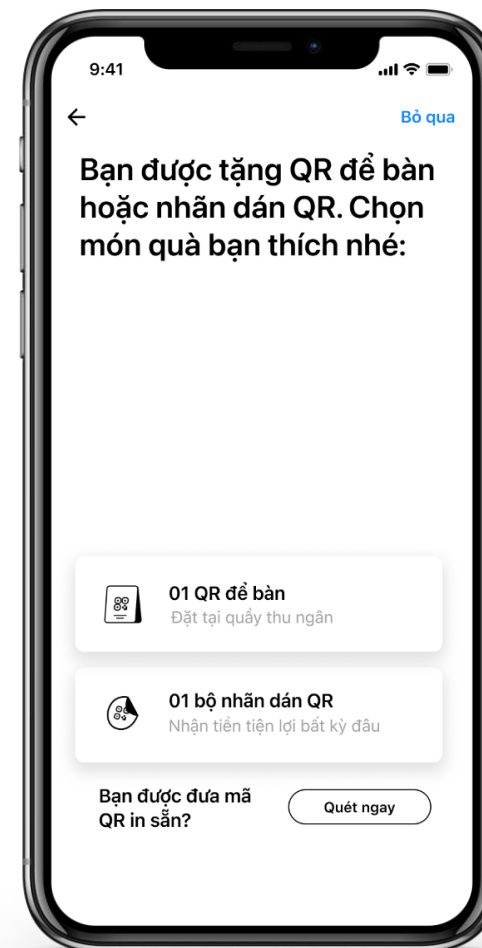 9:41
Bỏ qua
Bạn được tặng QR để bàn
hoặc nhãn dán QR. Chọn
món quà bạn thích nhé:
01 QR để bàn
Đặt tại quầy thu ngân
01 bộ nhãn dán QR
Nhận tiền tiện lợi bất kỳ đâu
Bạn được đưa mã
QR in sẵn?
Quét ngay